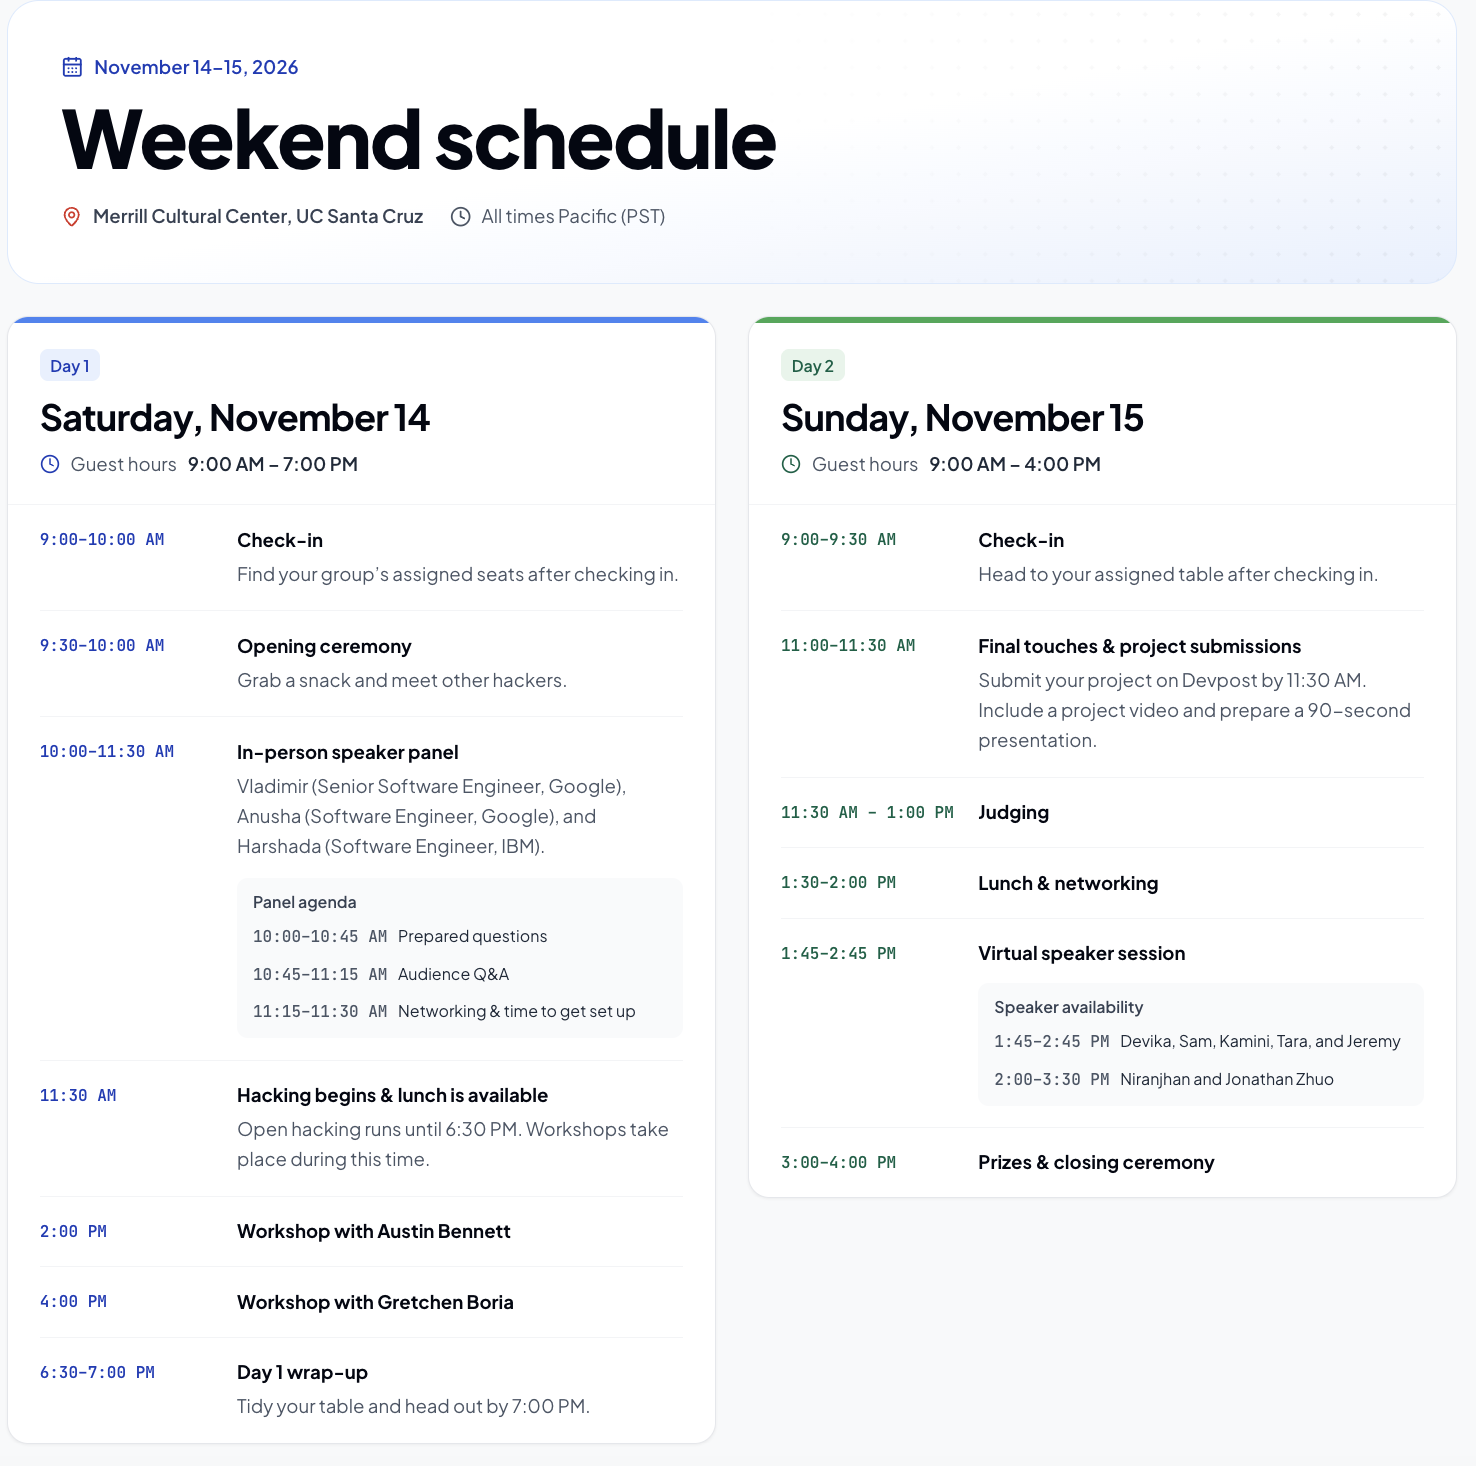 November 14–15, 2026
Weekend schedule
Merrill Cultural Center, UC Santa Cruz
All times Pacific (PST)
Day 1
Saturday, November 14
Guest hours 9:00 AM – 7:00 PM
9:00–10:00 AM
Check-in
Find your group’s assigned seats after checking in.
9:30–10:00 AM
Opening ceremony
Grab a snack and meet other hackers.
10:00–11:30 AM
In-person speaker panel
Vladimir (Senior Software Engineer, Google),
Anusha (Software Engineer, Google), and
Harshada (Software Engineer, IBM).
Panel agenda
10:00–10:45 AM Prepared questions
10:45–11:15 AM Audience Q&A
11:15–11:30 AM Networking & time to get set up
11:30 AM
Hacking begins & lunch is available
Open hacking runs until 6:30 PM. Workshops take
place during this time.
2:00 PM
Workshop with Austin Bennett
4:00 PM
Workshop with Gretchen Boria
6:30–7:00 PM
Day 1 wrap-up
Tidy your table and head out by 7:00 PM.
Day 2
Sunday, November 15
Guest hours 9:00 AM – 4:00 PM
9:00–9:30 AM
Check-in
Head to your assigned table after checking in.
11:00–11:30 AM
Final touches & project submissions
Submit your project on Devpost by 11:30 AM.
Include a project video and prepare a 90-second
presentation.
11:30 AM – 1:00 PM
Judging
1:30–2:00 PM
Lunch & networking
1:45–2:45 PM
Virtual speaker session
Speaker availability
1:45–2:45 PM Devika, Sam, Kamini, Tara, and Jeremy
2:00–3:30 PM Niranjhan and Jonathan Zhuo
3:00–4:00 PM
Prizes & closing ceremony